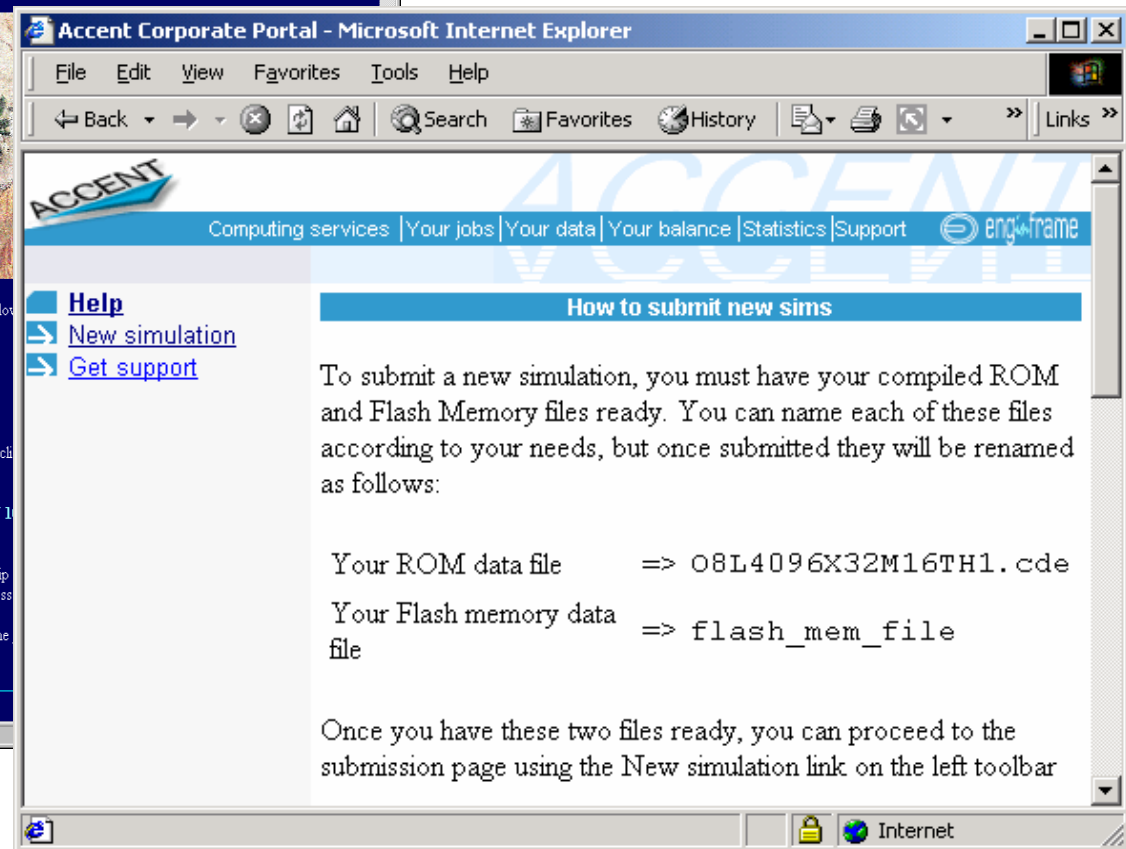 Accent Corporate Portal - Microsoft Internet Explorer
File Edit View Favorites Tools Help
Back Search Favorites History » Links »
ACCENT
ACCENT
Computing services |Your jobs|Your data|Your balance|Statistics|Support enginframe
Help
New simulation
Get support
How to submit new sims
To submit a new simulation, you must have your compiled ROM
and Flash Memory files ready. You can name each of these files
according to your needs, but once submitted they will be renamed
as follows:
Your ROM data file => O8L4096X32M16TH1.cde
Your Flash memory data
file => flash_mem_file
Once you have these two files ready, you can proceed to the
submission page using the New simulation link on the left toolbar
Internet